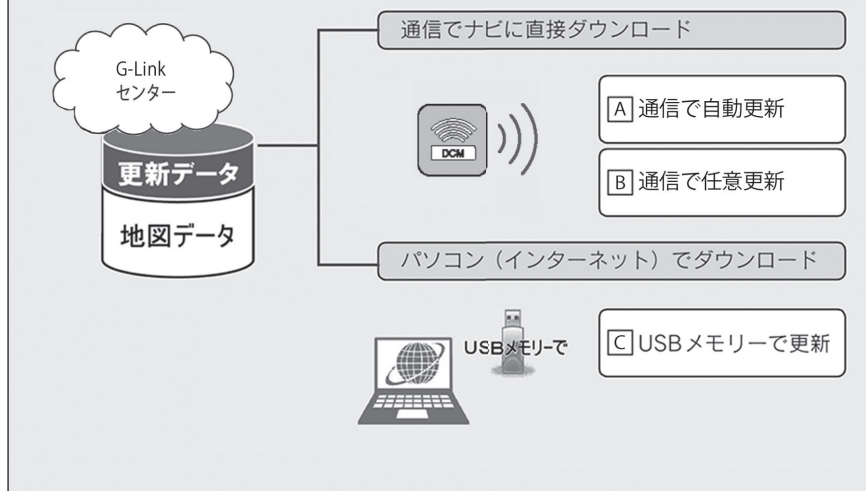 G-Link
センター
更新データ
地図データ
通信でナビに直接ダウンロード
DCM
A 通信で自動更新
B 通信で任意更新
パソコン（インターネット）でダウンロード
USBメモリーで
C USBメモリーで更新